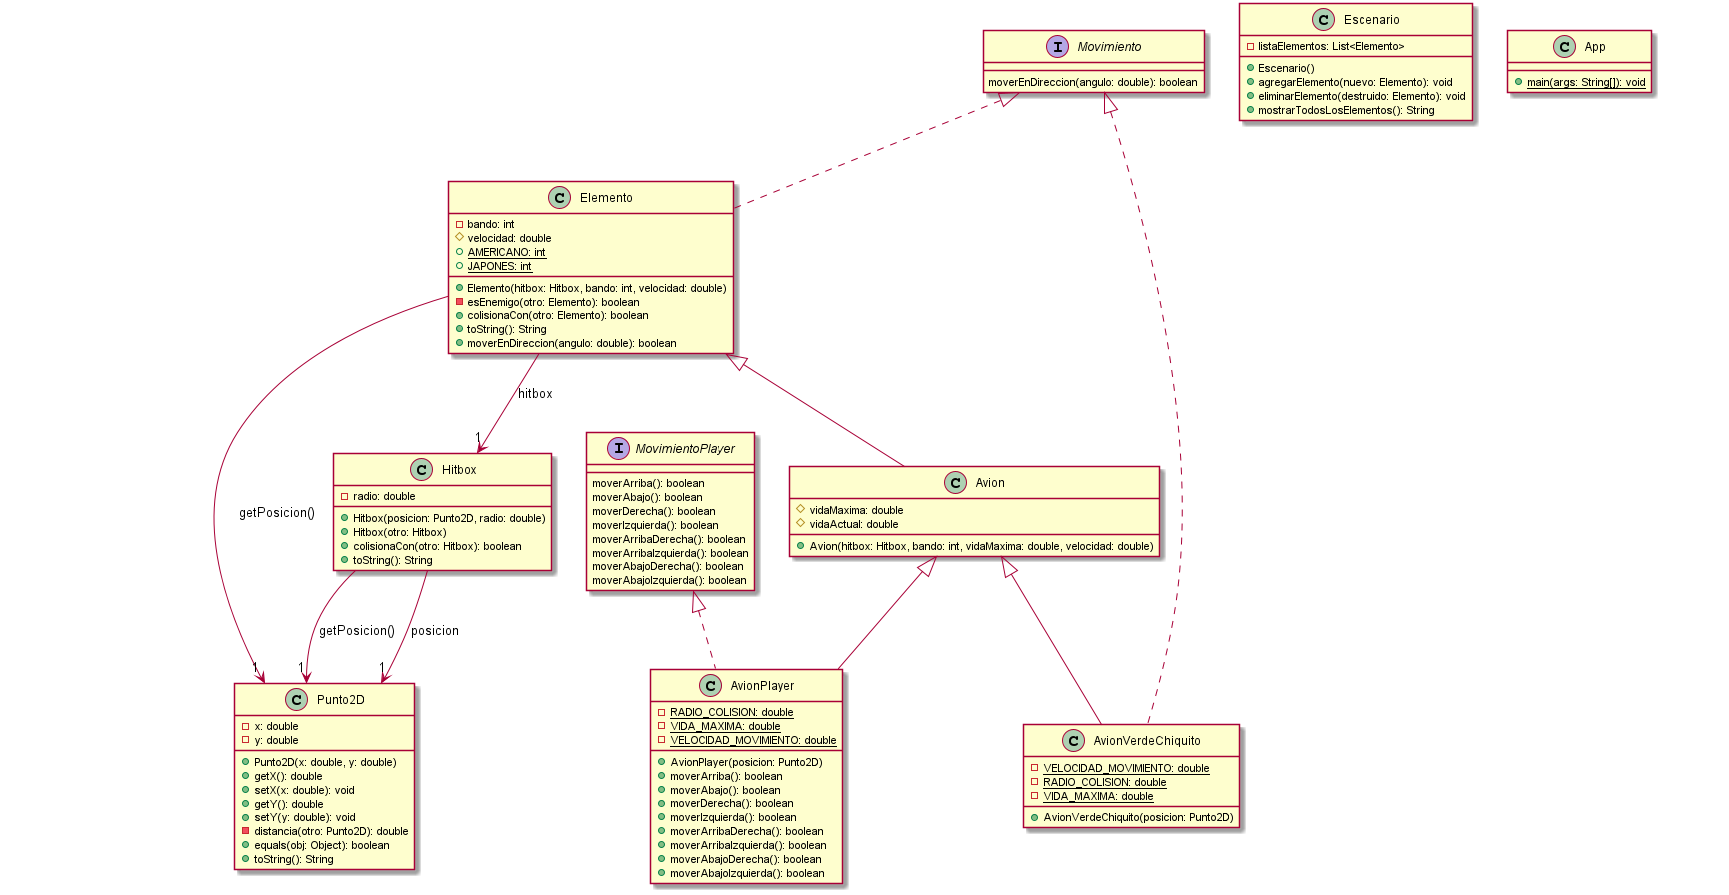 I Movimiento
moverEnDireccion(angulo: double): boolean
C Escenario
listaElementos: List<Elemento>
Escenario()
agregarElemento(nuevo: Elemento): void
eliminarElemento(destruido: Elemento): void
mostrarTodosLosElementos(): String
C App
main(args: String[]): void
C Elemento
bando: int
velocidad: double
AMERICANO: int
JAPONES: int
Elemento(hitbox: Hitbox, bando: int, velocidad: double)
esEnemigo(otro: Elemento): boolean
colisionaCon(otro: Elemento): boolean
toString(): String
moverEnDireccion(angulo: double): boolean
hitbox
1
getPosicion()
1
C Hitbox
radio: double
Hitbox(posicion: Punto2D, radio: double)
Hitbox(otro: Hitbox)
colisionaCon(otro: Hitbox): boolean
toString(): String
I MovimientoPlayer
moverArriba(): boolean
moverAbajo(): boolean
moverDerecha(): boolean
moverIzquierda(): boolean
moverArribaDerecha(): boolean
moverArribaIzquierda(): boolean
moverAbajoDerecha(): boolean
moverAbajoIzquierda(): boolean
C Avion
vidaMaxima: double
vidaActual: double
Avion(hitbox: Hitbox, bando: int, vidaMaxima: double, velocidad: double)
getPosicion()
1
posicion
1
C Punto2D
x: double
y: double
Punto2D(x: double, y: double)
getX(): double
setX(x: double): void
getY(): double
setY(y: double): void
distancia(otro: Punto2D): double
equals(obj: Object): boolean
toString(): String
C AvionPlayer
RADIO_COLISION: double
VIDA_MAXIMA: double
VELOCIDAD_MOVIMIENTO: double
AvionPlayer(posicion: Punto2D)
moverArriba(): boolean
moverAbajo(): boolean
moverDerecha(): boolean
moverIzquierda(): boolean
moverArribaDerecha(): boolean
moverArribaIzquierda(): boolean
moverAbajoDerecha(): boolean
moverAbajoIzquierda(): boolean
C AvionVerdeChiquito
VELOCIDAD_MOVIMIENTO: double
RADIO_COLISION: double
VIDA_MAXIMA: double
AvionVerdeChiquito(posicion: Punto2D)